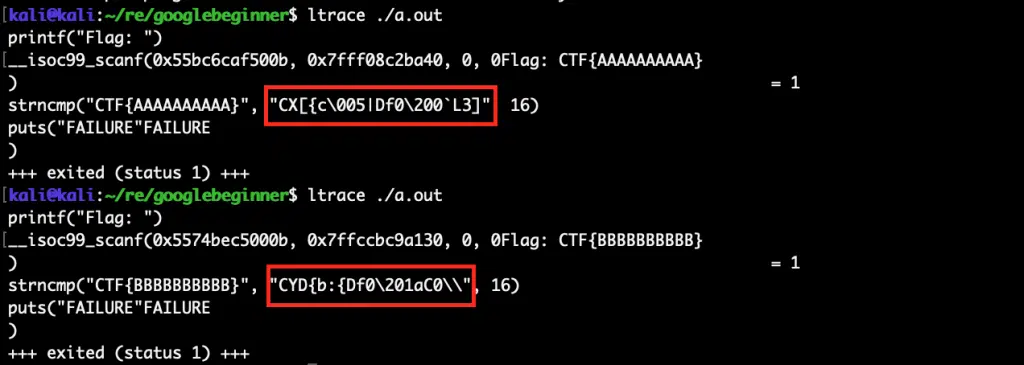 [kali@kali:~/re/googlebeginner$ ltrace ./a.out
printf("Flag: ")
[__isoc99_scanf(0x55bc6caf500b, 0x7fff08c2ba40, 0, 0Flag: CTF{AAAAAAAAAA}
) = 1
strncmp("CTF{AAAAAAAAAA}", "CX[{c\005|Df0\200`L3]" 16)
puts("FAILURE"FAILURE
)
+++ exited (status 1) +++
[kali@kali:~/re/googlebeginner$ ltrace ./a.out
printf("Flag: ")
[__isoc99_scanf(0x5574bec5000b, 0x7ffccbc9a130, 0, 0Flag: CTF{BBBBBBBBBB}
) = 1
strncmp("CTF{BBBBBBBBBB}", "CYD{b:{Df0\201aC0\\", 16)
puts("FAILURE"FAILURE
)
+++ exited (status 1) +++